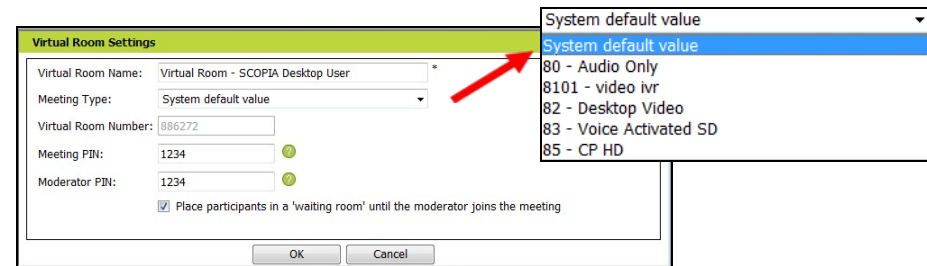 Virtual Room Settings
Virtual Room Name: Virtual Room - SCOPIA Desktop User *
Meeting Type: System default value
Virtual Room Number: 886272
Meeting PIN: 1234 ?
Moderator PIN: 1234 ?
Place participants in a 'waiting room' until the moderator joins the meeting
OK Cancel
System default value
System default value
80 - Audio Only
8101 - video ivr
82 - Desktop Video
83 - Voice Activated SD
85 - CP HD